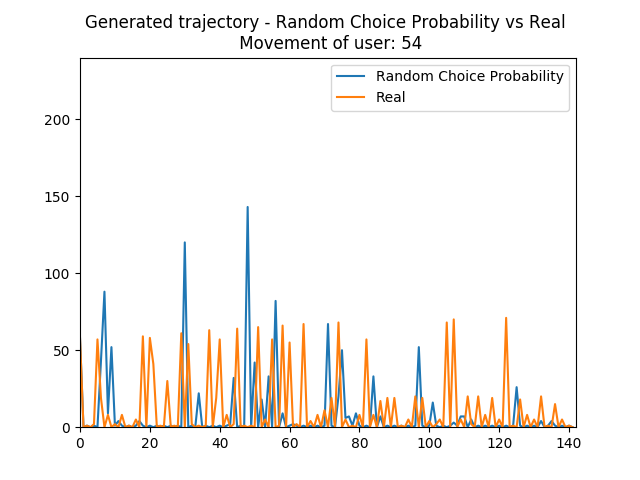 Generated trajectory - Random Choice Probability vs Real
Movement of user: 54
Random Choice Probability
Real
200
150
100
50
0
0 20 40 60 80 100 120 140